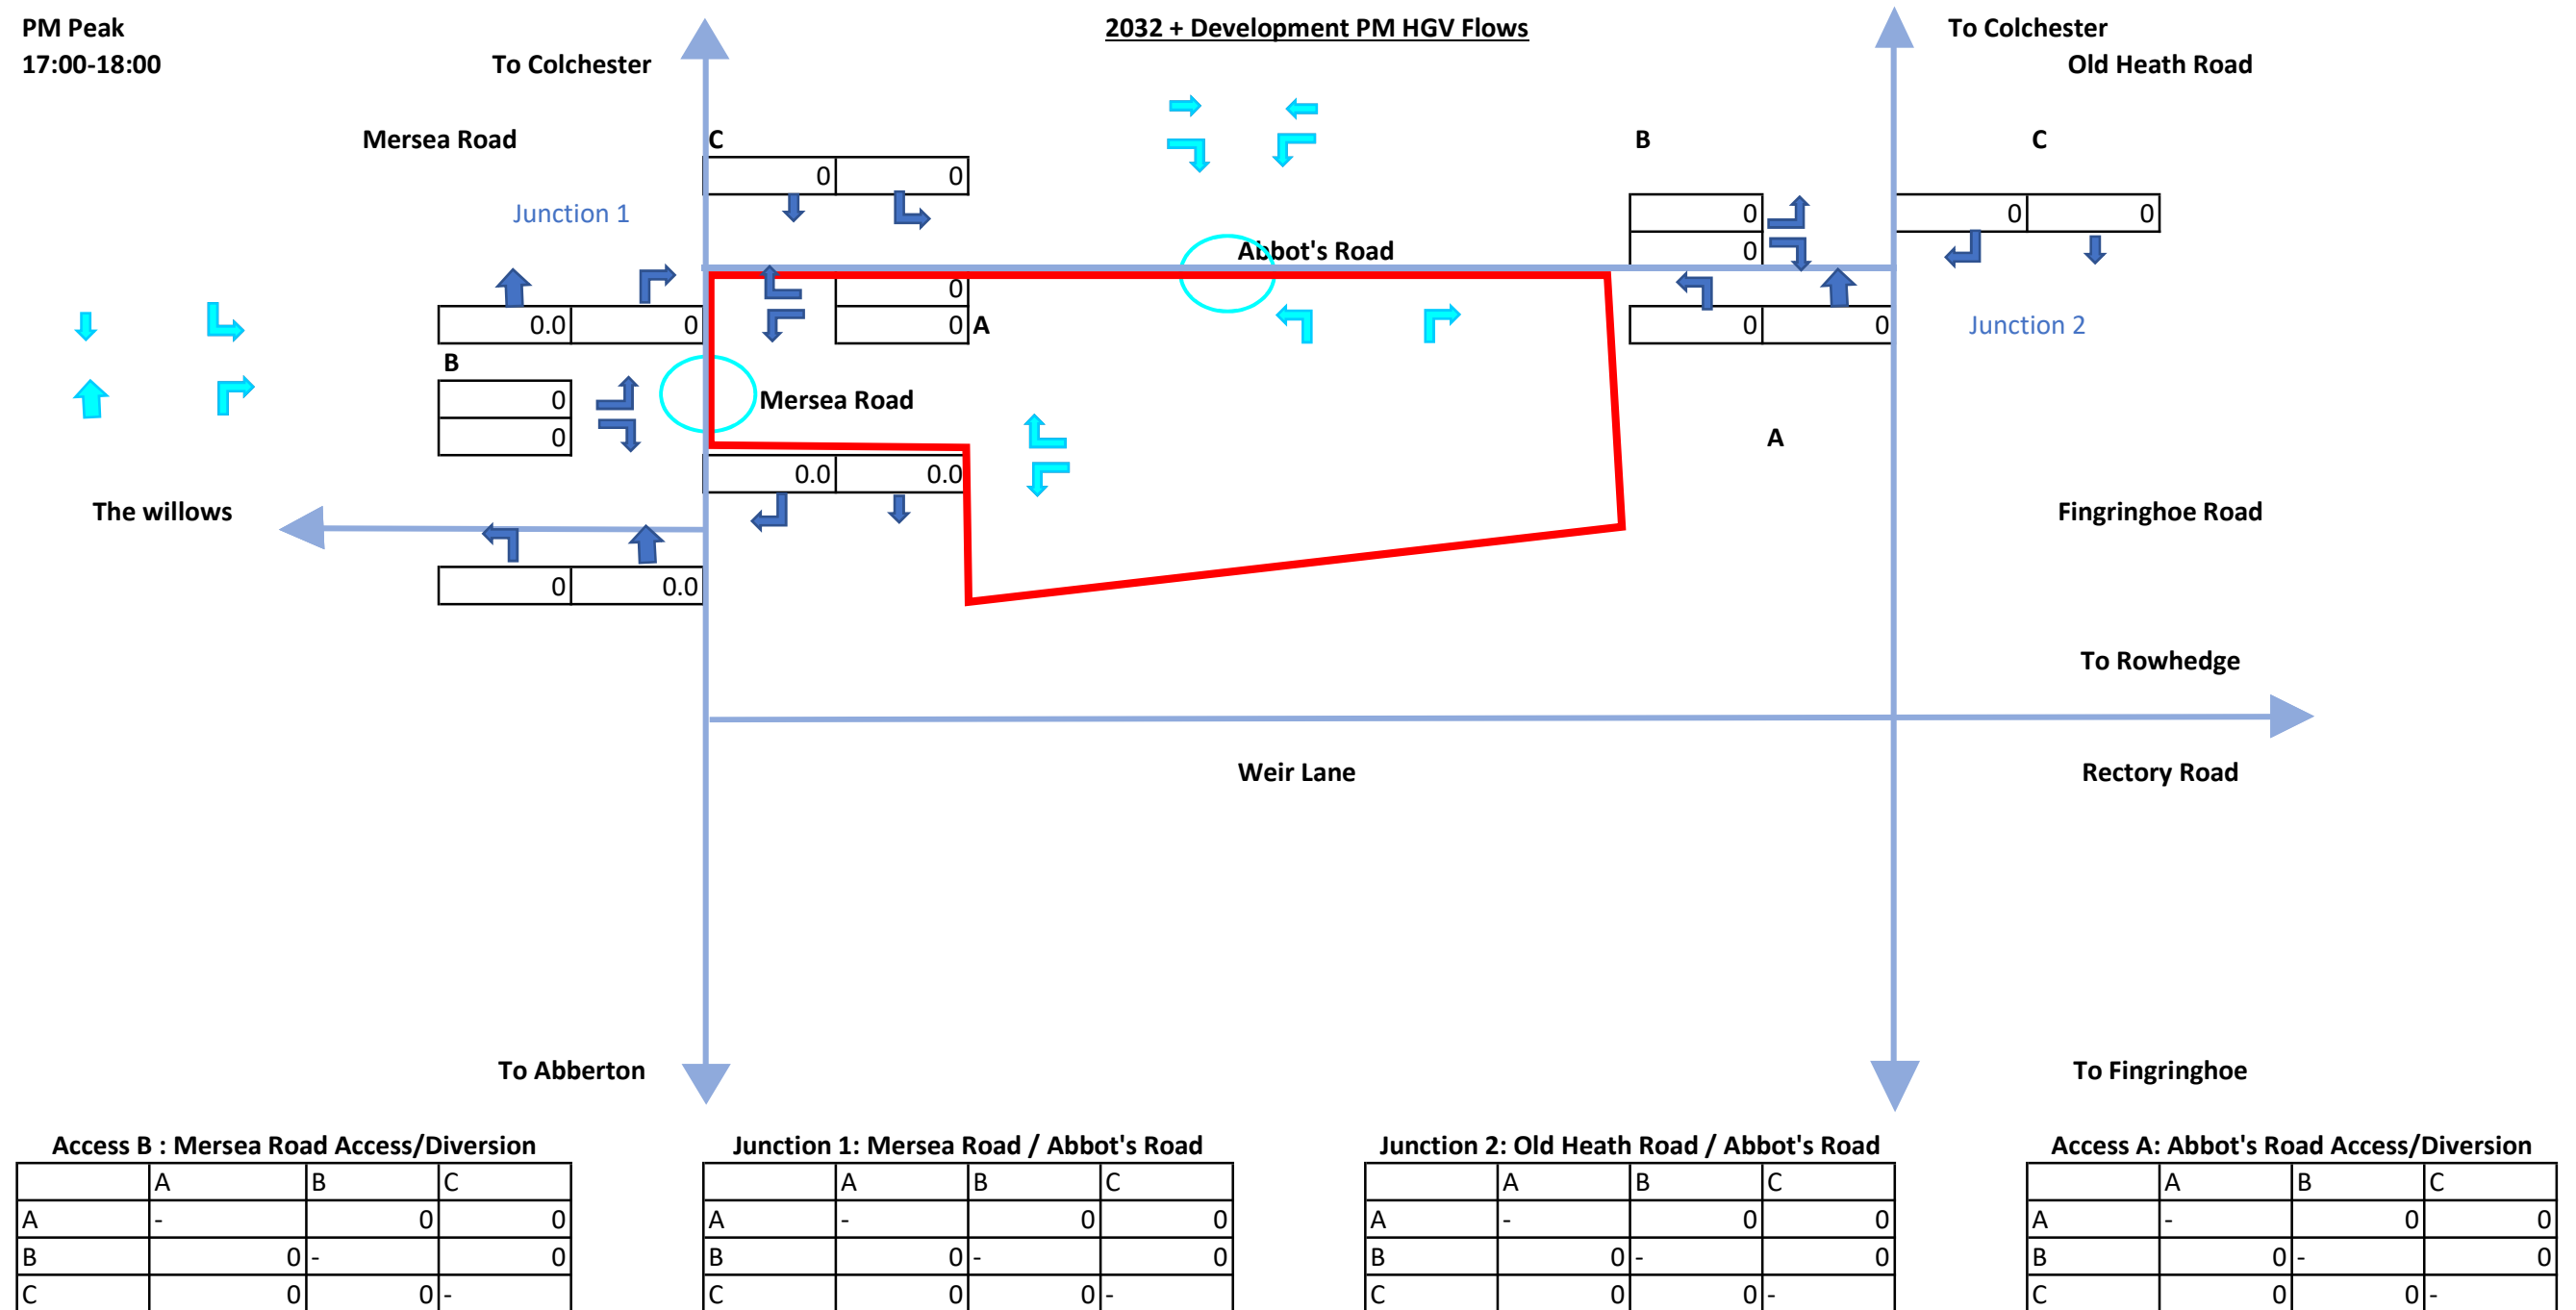 PM Peak
2032 + Development PM HGV Flows
To Colchester
17:00-18:00
To Colchester
Old Heath Road
Mersea Road
C
B
C
0 0
Junction 1
0
0 0
Abbot's Road
0
0
0.0 0
0 A
0 0
Junction 2
B
0
Mersea Road
0
A
0.0 0.0
The willows
Fingringhoe Road
0 0.0
To Rowhedge
Weir Lane
Rectory Road
To Abberton
To Fingringhoe
Access B : Mersea Road Access/Diversion
A B C
A - 0 0
B 0 - 0
C 0 0 -
Junction 1: Mersea Road / Abbot's Road
A B C
A - 0 0
B 0 - 0
C 0 0 -
Junction 2: Old Heath Road / Abbot's Road
A B C
A - 0 0
B 0 - 0
C 0 0 -
Access A: Abbot's Road Access/Diversion
A B C
A - 0 0
B 0 - 0
C 0 0 -